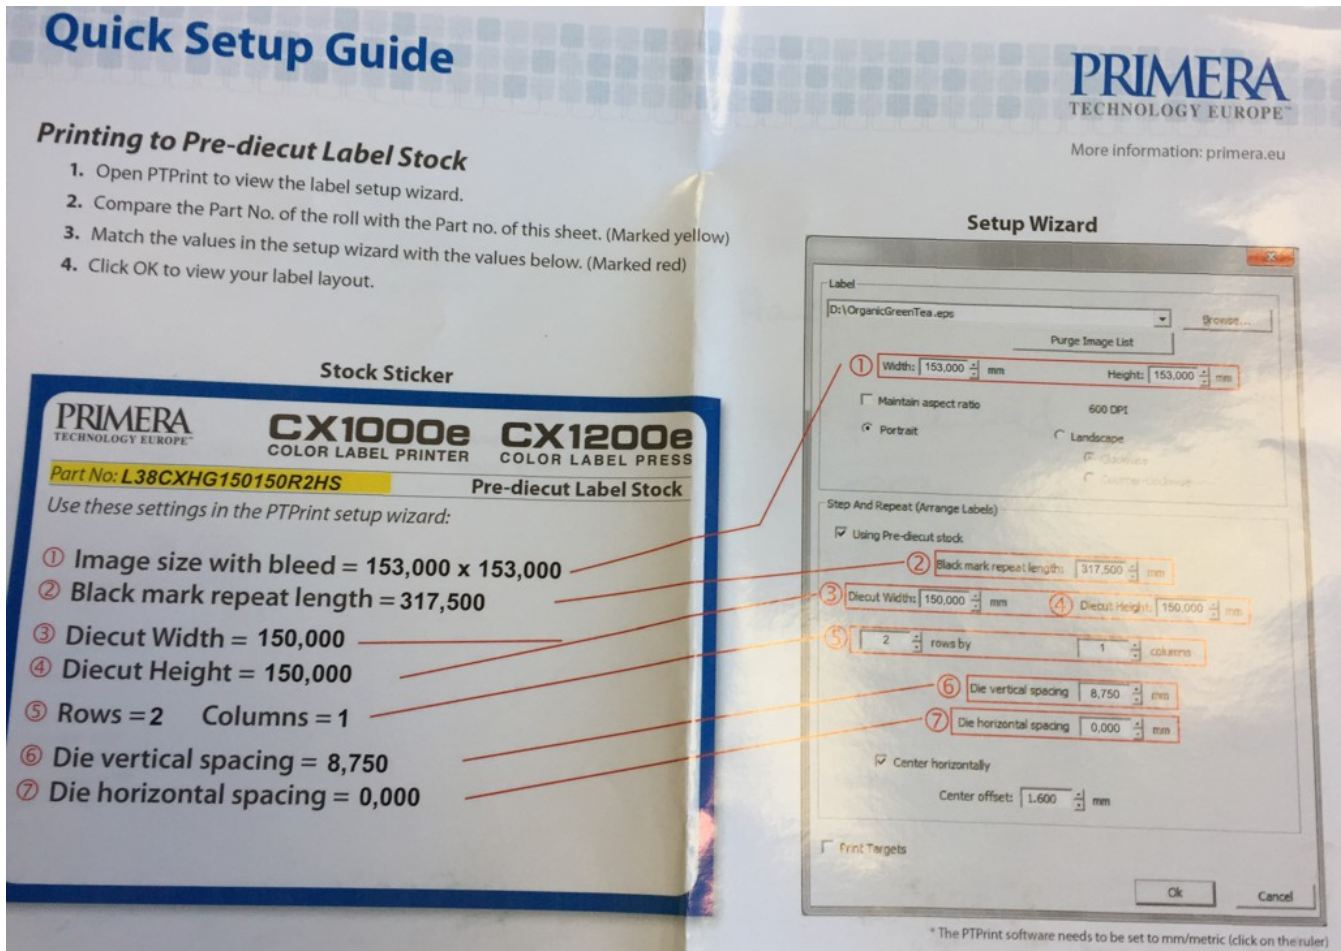 Quick Setup Guide
PRIMERA
TECHNOLOGY EUROPE™
More information: primera.eu
Printing to Pre-diecut Label Stock
1. Open PTPrint to view the label setup wizard.
2. Compare the Part No. of the roll with the Part no. of this sheet. (Marked yellow)
3. Match the values in the setup wizard with the values below. (Marked red)
4. Click OK to view your label layout.
Stock Sticker
PRIMERA
TECHNOLOGY EUROPE™
CX1000e
COLOR LABEL PRINTER
CX1200e
COLOR LABEL PRESS
Part No: L38CXHG150150R2HS
Pre-diecut Label Stock
Use these settings in the PTPrint setup wizard:
① Image size with bleed = 153,000 x 153,000
② Black mark repeat length = 317,500
③ Diecut Width = 150,000
④ Diecut Height = 150,000
⑤ Rows = 2 Columns = 1
⑥ Die vertical spacing = 8,750
⑦ Die horizontal spacing = 0,000
Setup Wizard
Label
D:\OrganicGreenTea.eps
Browse...
Purge Image List
① Width: 153,000 mm Height: 153,000 mm
Maintain aspect ratio 600 DPI
Portrait Landscape
Clockwise
Counter-clockwise
Step And Repeat (Arrange Labels)
Using Pre-diecut stock
② Black mark repeat length: 317,500 mm
③ Diecut Width: 150,000 mm ④ Diecut Height: 150,000 mm
⑤ 2 rows by 1 columns
⑥ Die vertical spacing 8,750 mm
⑦ Die horizontal spacing 0,000 mm
Center horizontally
Center offset: 1.600 mm
Print Targets
Ok Cancel
* The PTPrint software needs to be set to mm/metric (click on the ruler)